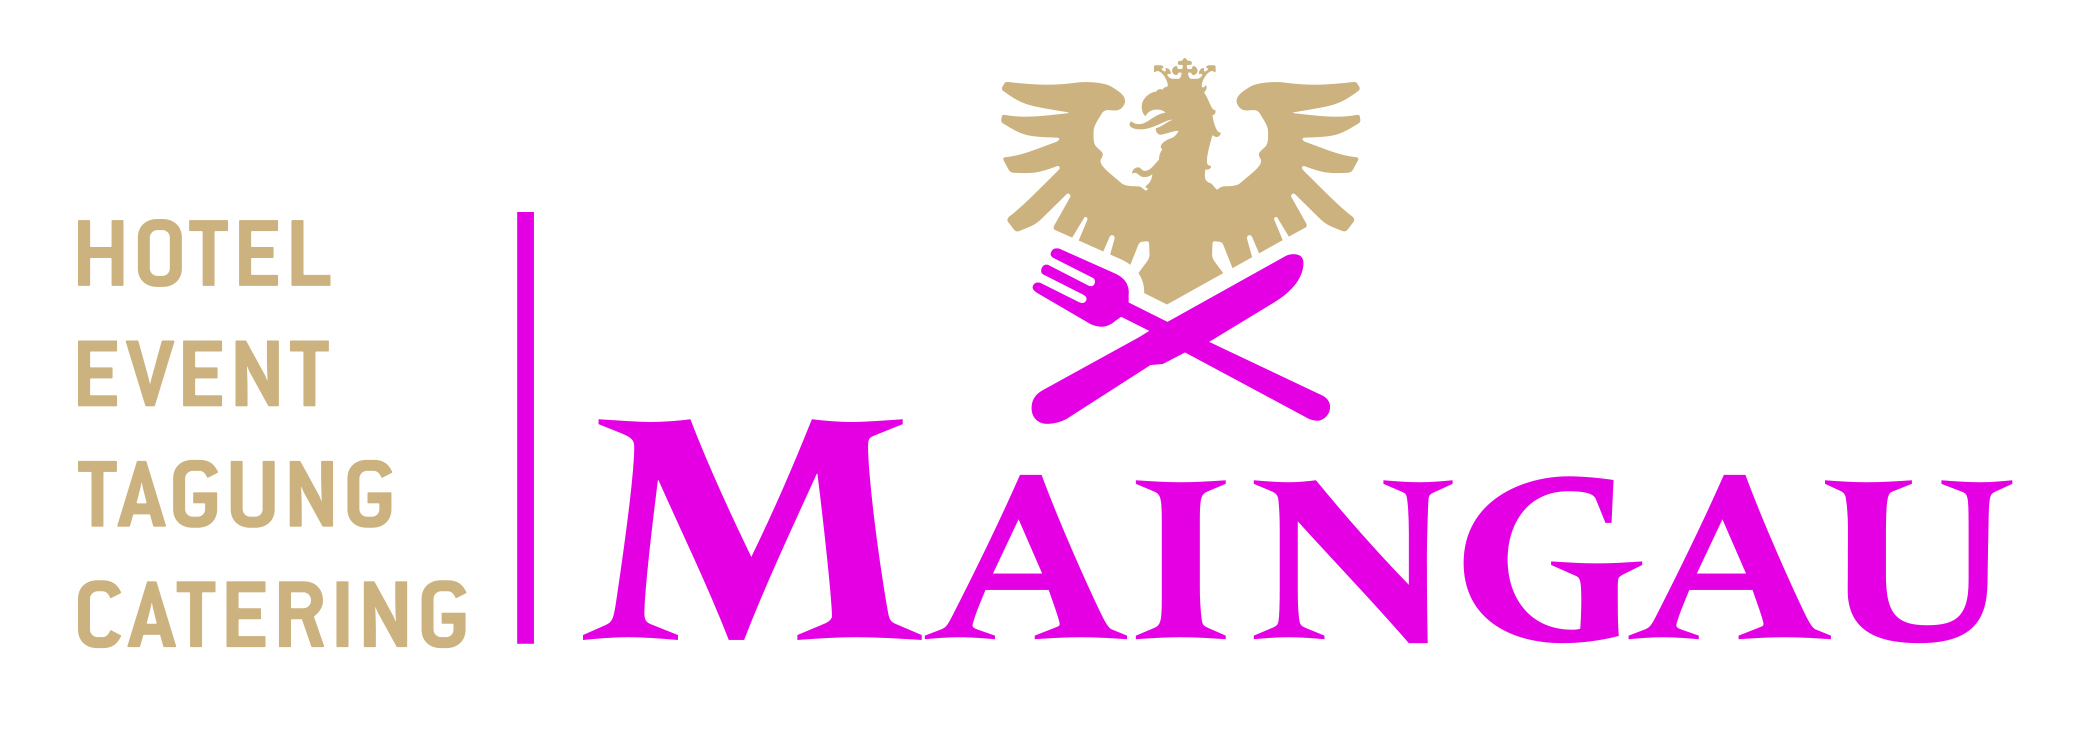 HOTEL
EVENT
TAGUNG
CATERING
MAINGAU